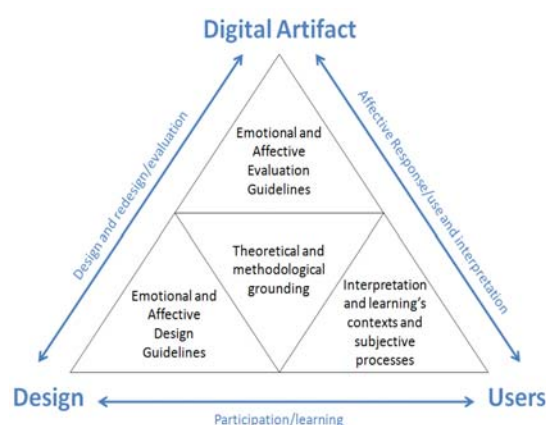 Digital Artifact
Design and redesign/evaluation
Affective Response/use and interpretation
Emotional and
Affective
Evaluation
Guidelines
Theoretical and
methodological
grounding
Emotional and
Affective
Design
Guidelines
Interpretation
and learning's
contexts and
subjective
processes
Design
Users
Participation/learning